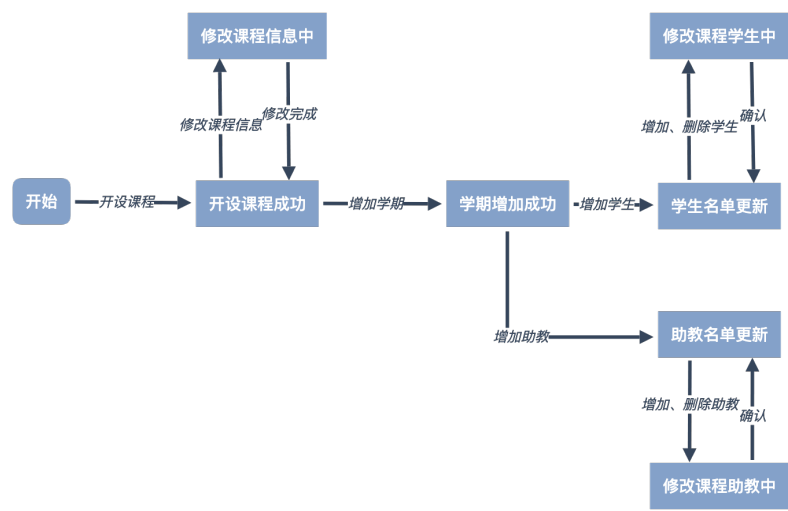 修改课程信息中
修改课程学生中
修改课程信息
修改完成
增加、删除学生
确认
开始
开设课程
开设课程成功
增加学期
学期增加成功
增加学生
学生名单更新
增加助教
助教名单更新
增加、删除助教
确认
修改课程助教中